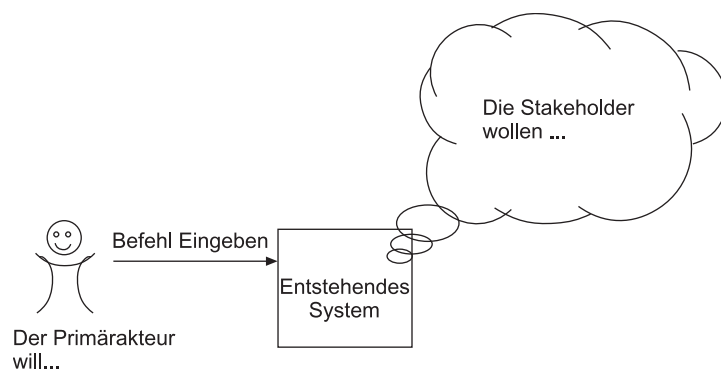 Die Stakeholder
wollen ...
Befehl Eingeben
Entstehendes
System
Der Primärakteur
will...